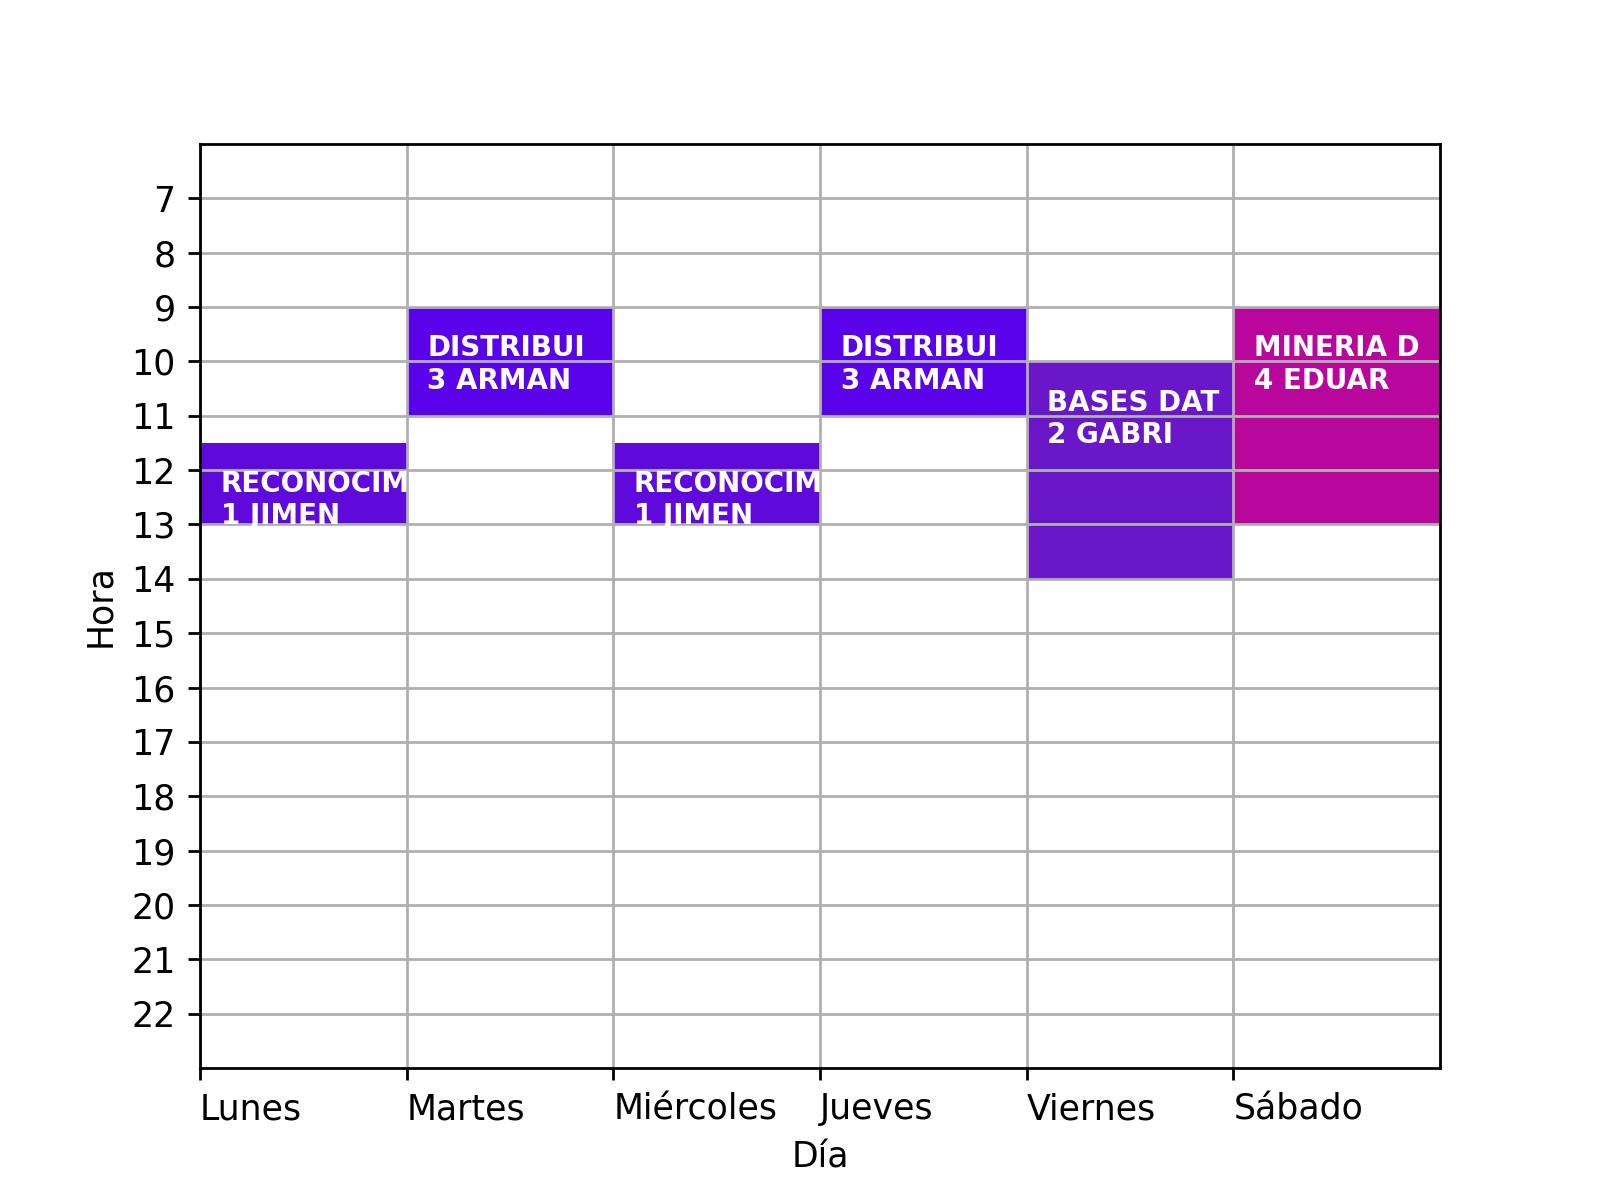 7
8
9
DISTRIBUI
3 ARMAN
DISTRIBUI
3 ARMAN
MINERIA D
4 EDUAR
10
BASES DAT
2 GABRI
11
12
RECONOCIM
1 JIMEN
RECONOCIM
1 JIMEN
13
14
Hora
15
16
17
18
19
20
21
22
Lunes Martes Miércoles Jueves Viernes Sábado
Día